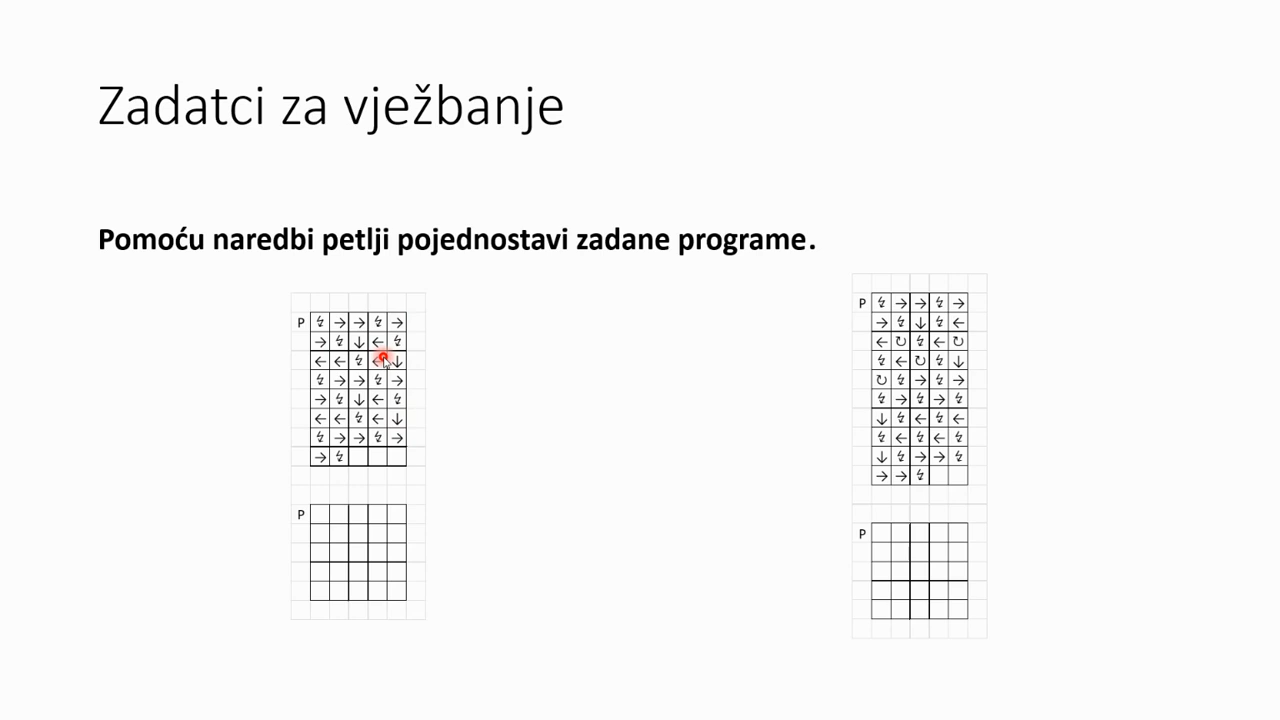 Zadatci za vježbanje
Pomoću naredbi petlji pojednostavi zadane programe.
P ↯ → → ↯ →
→ ↯ ↓ ← ↯
← ← ↯ ← ↓
↯ → → ↯ →
→ ↯ ↓ ← ↯
← ← ↯ ← ↓
↯ → → ↯ →
→ ↯
P
P ↯ → → ↯ →
→ ↯ ↓ ↯ ←
← ↻ ↯ ← ↻
↯ ← ↻ ↯ ↓
↻ ↯ → ↯ →
↯ → ↯ → ↯
↓ ↯ ← ↯ ←
↯ ← ↯ ← ↯
↓ ↯ → → ↯
→ → ↯
P